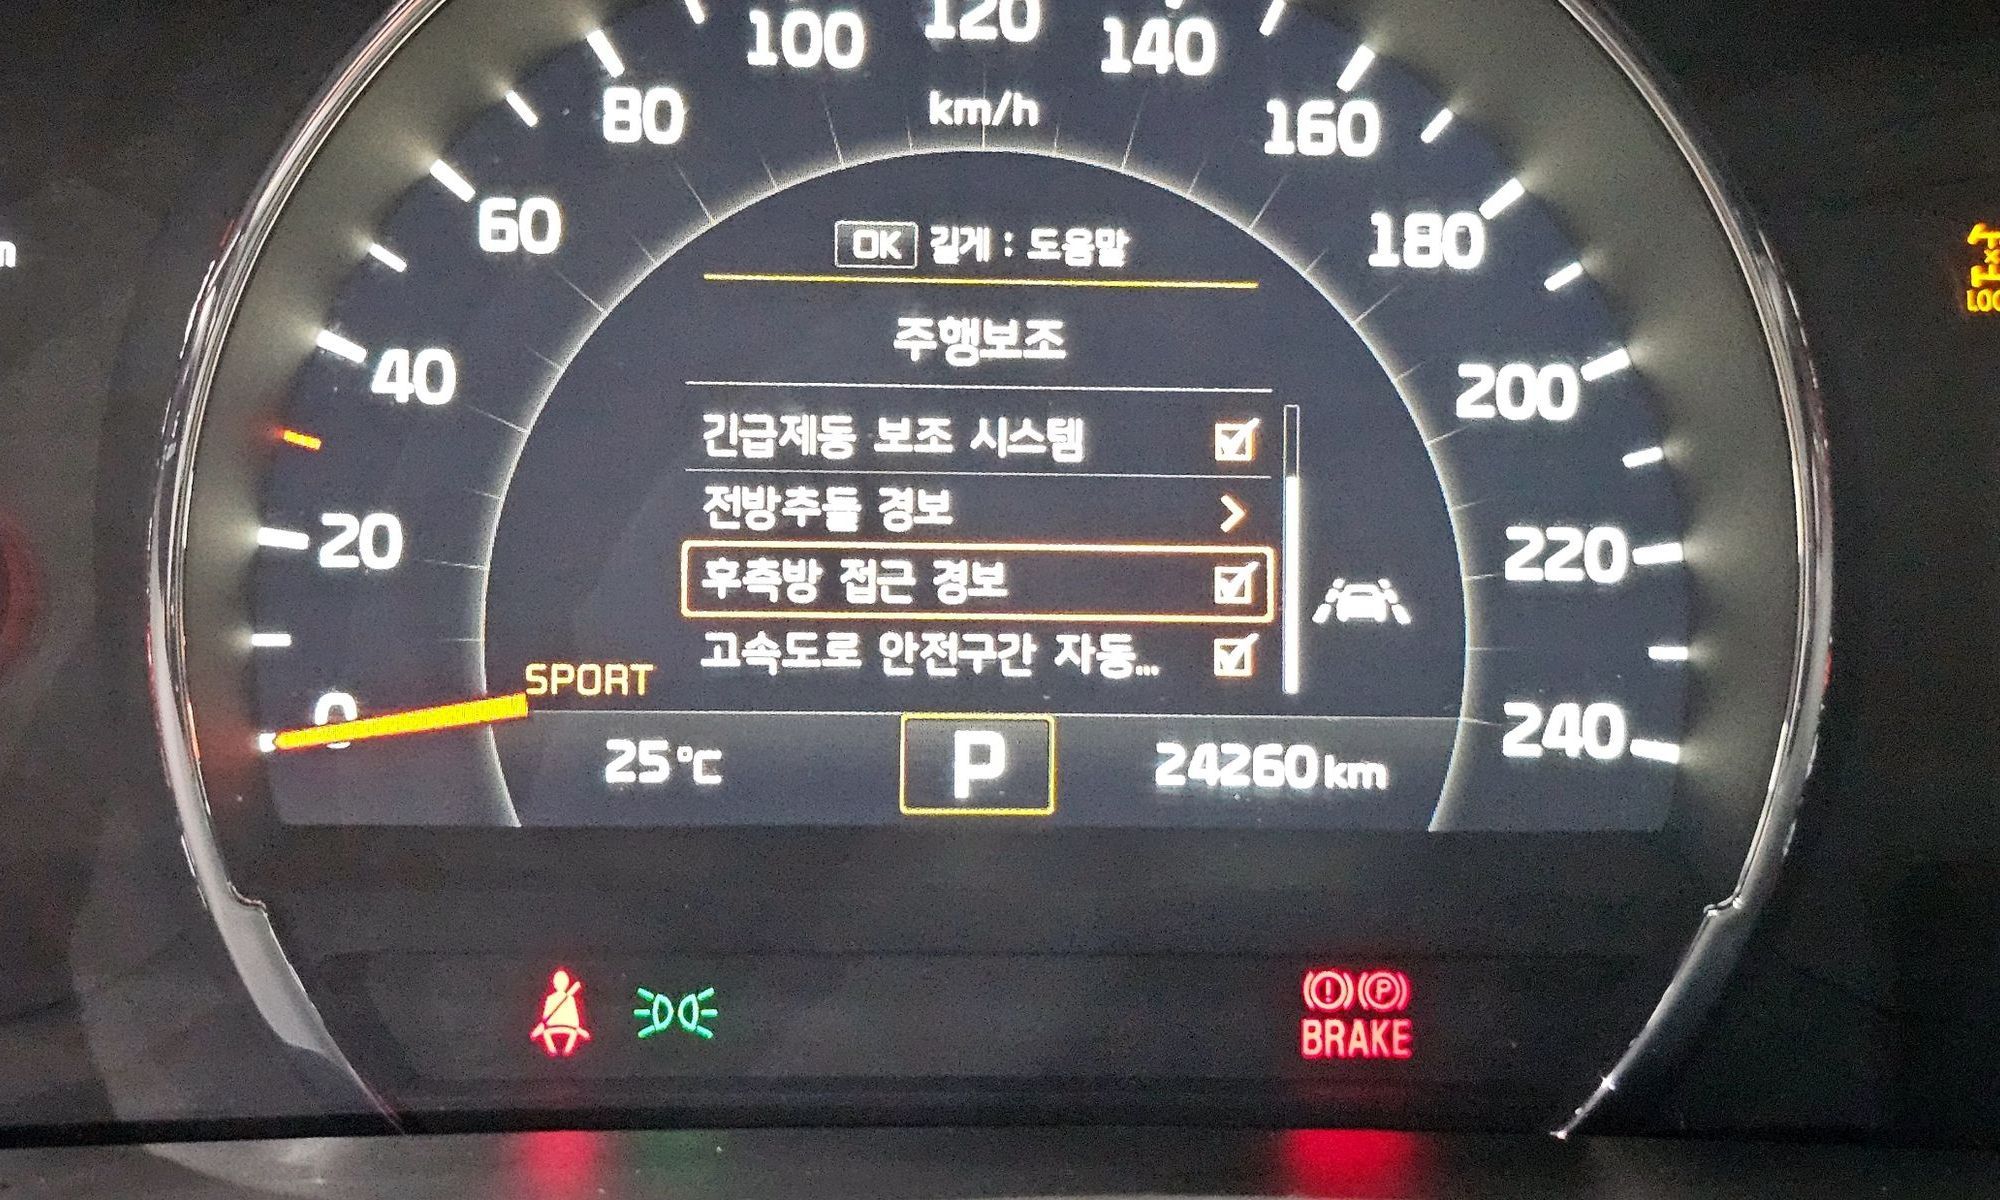 120
100
140
km/h
80
160
60
180
OK 길게 : 도움말
주행보조
40
200
긴급제동 보조 시스템
전방추돌 경보
20
220
후측방 접근 경보
고속도로 안전구간 자동...
SPORT
0
240
25°C
P
24260 km
BRAKE